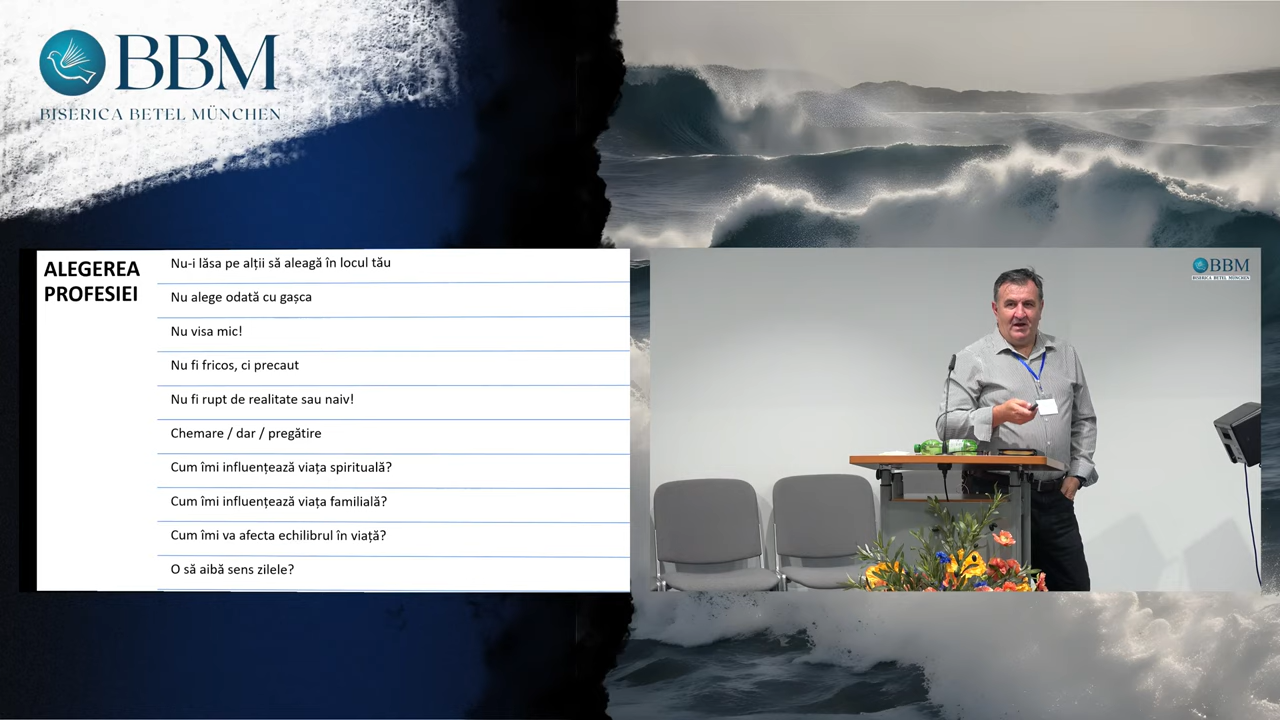 BBM
BISERICA BETEL MÜNCHEN
ALEGEREA
PROFESIEI
Nu-i lăsa pe alții să aleagă în locul tău
Nu alege odată cu gașca
Nu visa mic!
Nu fi fricos, ci precaut
Nu fi rupt de realitate sau naiv!
Chemare / dar / pregătire
Cum îmi influențează viața spirituală?
Cum îmi influențează viața familială?
Cum îmi va afecta echilibrul în viață?
O să aibă sens zilele?
BBM
BISERICA BETEL MÜNCHEN